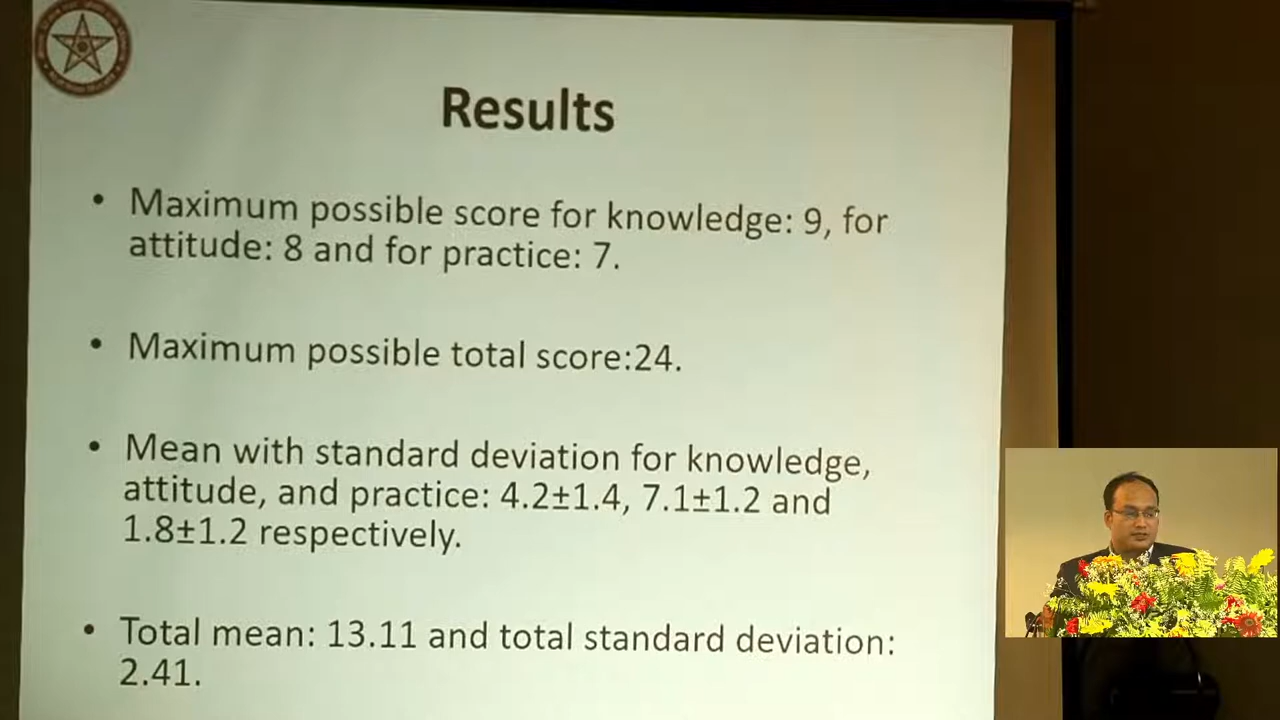 Results
• Maximum possible score for knowledge: 9, for
attitude: 8 and for practice: 7.
• Maximum possible total score:24.
• Mean with standard deviation for knowledge,
attitude, and practice: 4.2±1.4, 7.1±1.2 and
1.8±1.2 respectively.
• Total mean: 13.11 and total standard deviation:
2.41.